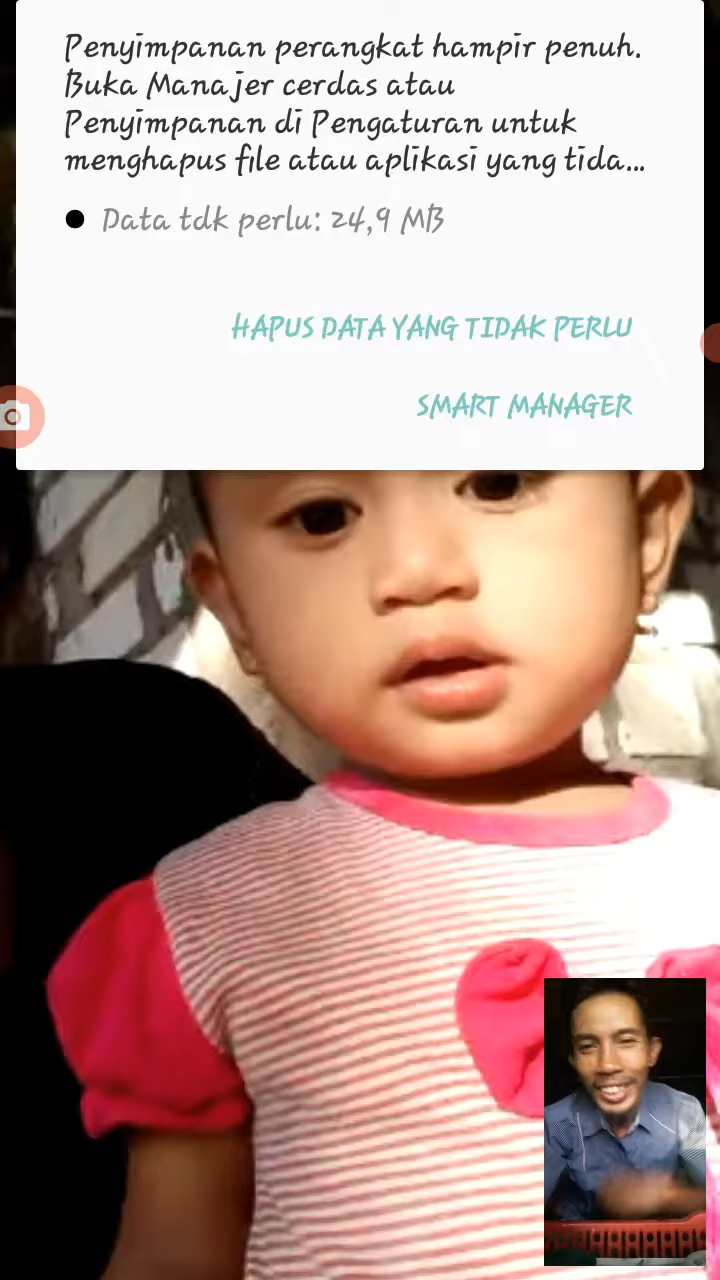 Penyimpanan perangkat hampir penuh.
Buka Manajer cerdas atau
Penyimpanan di Pengaturan untuk
menghapus file atau aplikasi yang tida...
Data tdk perlu: 24,9 MB
HAPUS DATA YANG TIDAK PERLU
SMART MANAGER